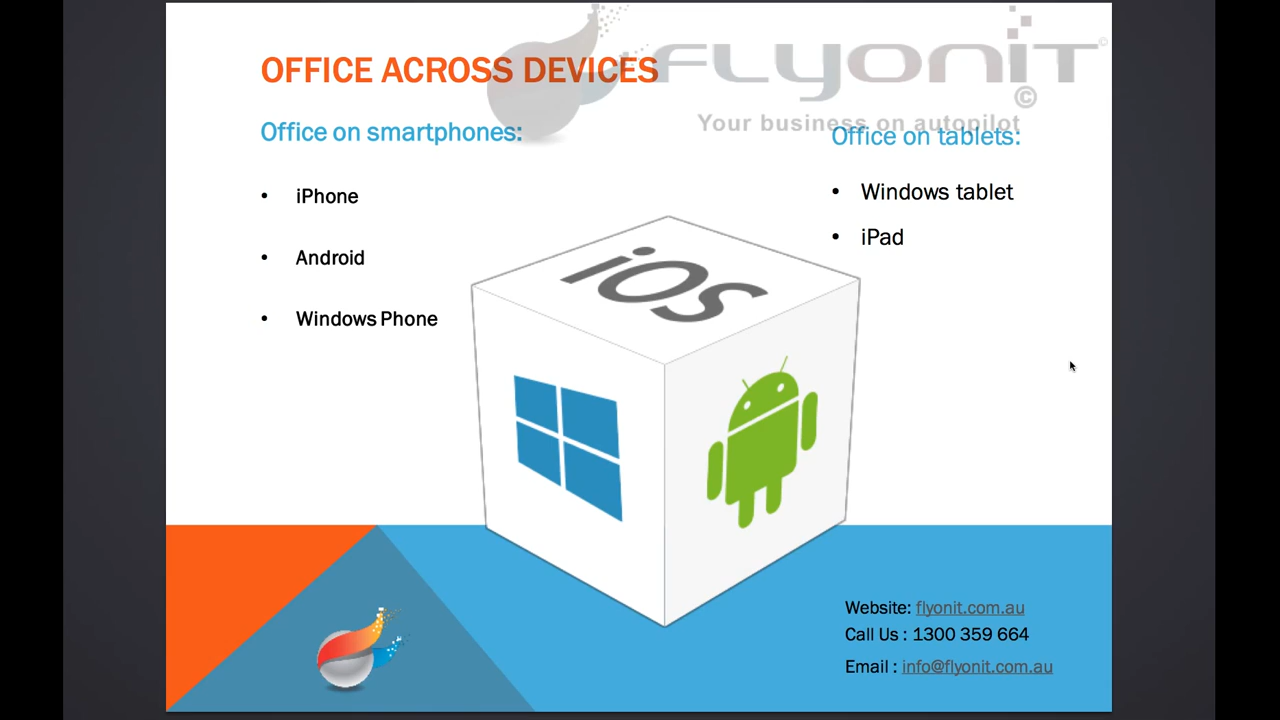 OFFICE ACROSS DEVICES
FLYONIT
©
©
Your business on autopilot
Office on smartphones:
• iPhone
• Android
• Windows Phone
Office on tablets:
• Windows tablet
• iPad
iOS
Website: flyonit.com.au
Call Us : 1300 359 664
Email : info@flyonit.com.au